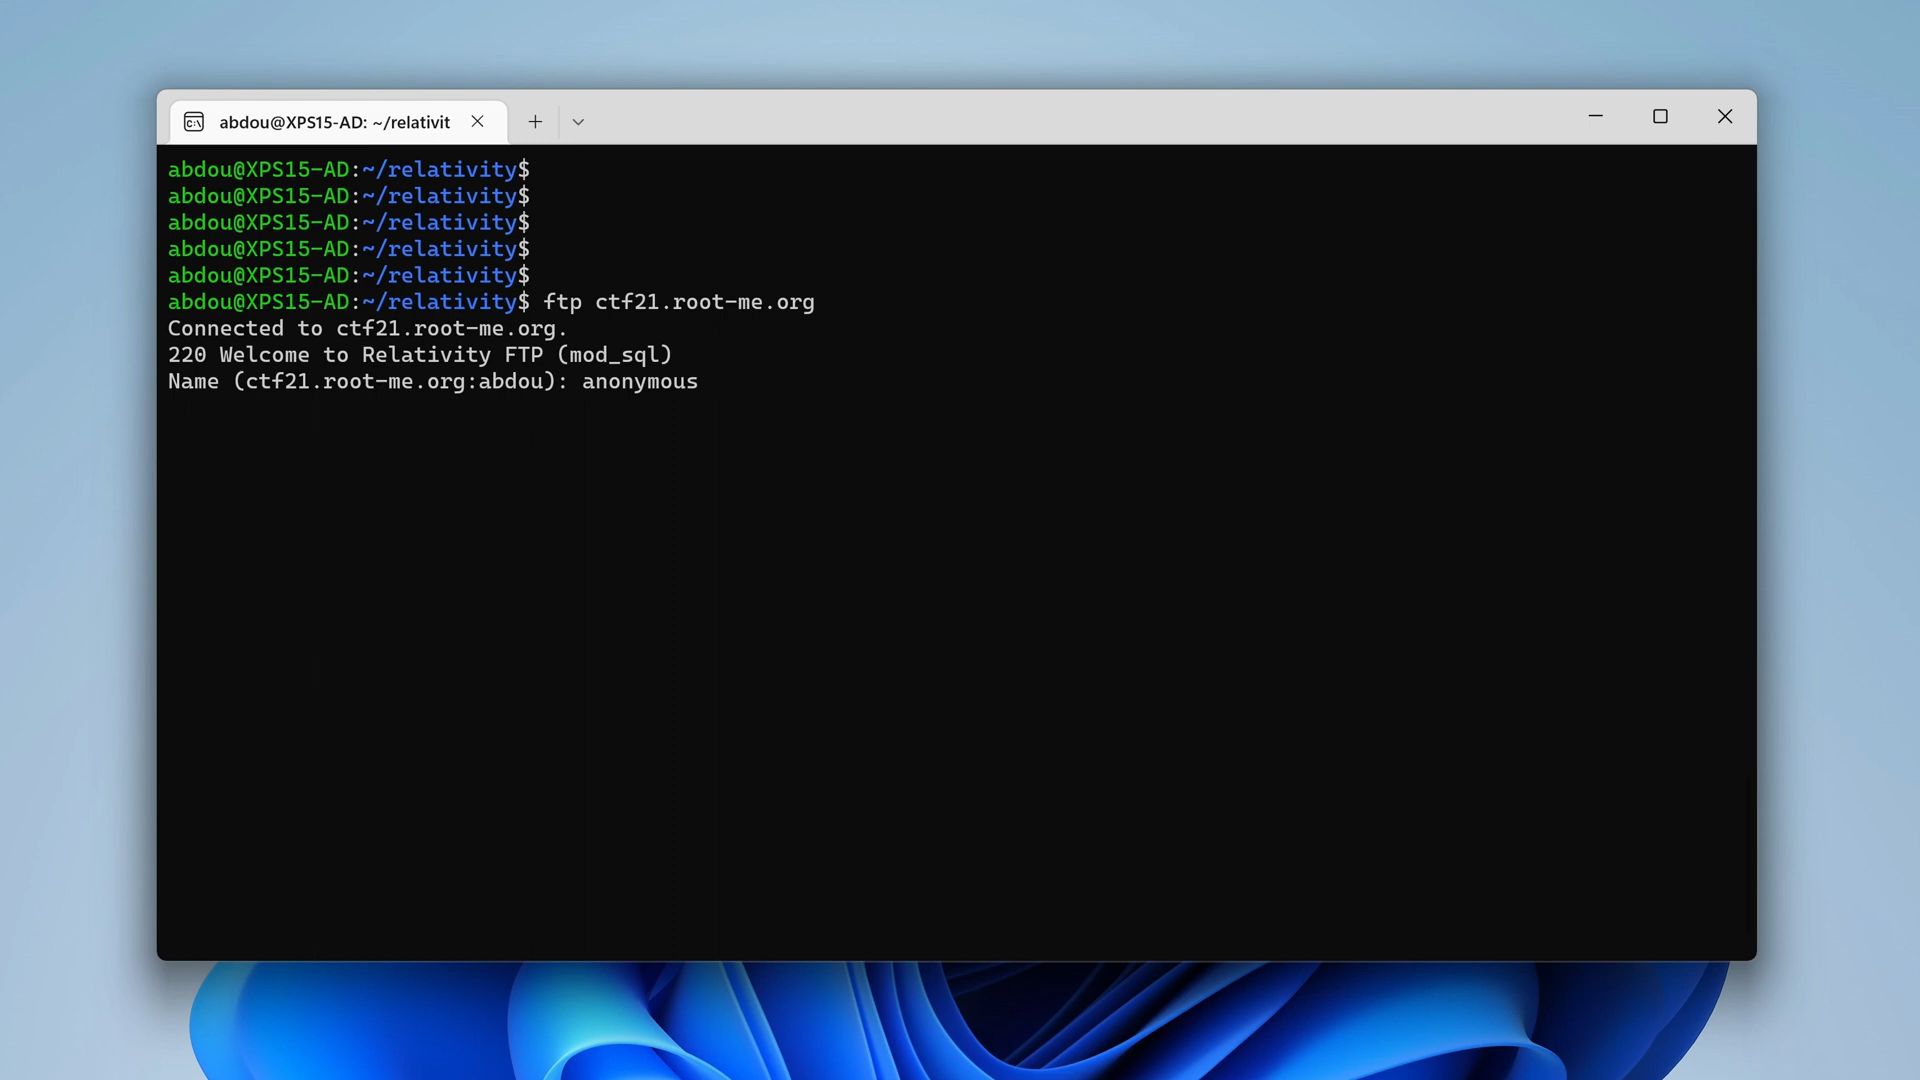 abdou@XPS15-AD: ~/relativit
abdou@XPS15-AD:~/relativity$
abdou@XPS15-AD:~/relativity$
abdou@XPS15-AD:~/relativity$
abdou@XPS15-AD:~/relativity$
abdou@XPS15-AD:~/relativity$
abdou@XPS15-AD:~/relativity$ ftp ctf21.root-me.org
Connected to ctf21.root-me.org.
220 Welcome to Relativity FTP (mod_sql)
Name (ctf21.root-me.org:abdou): anonymous